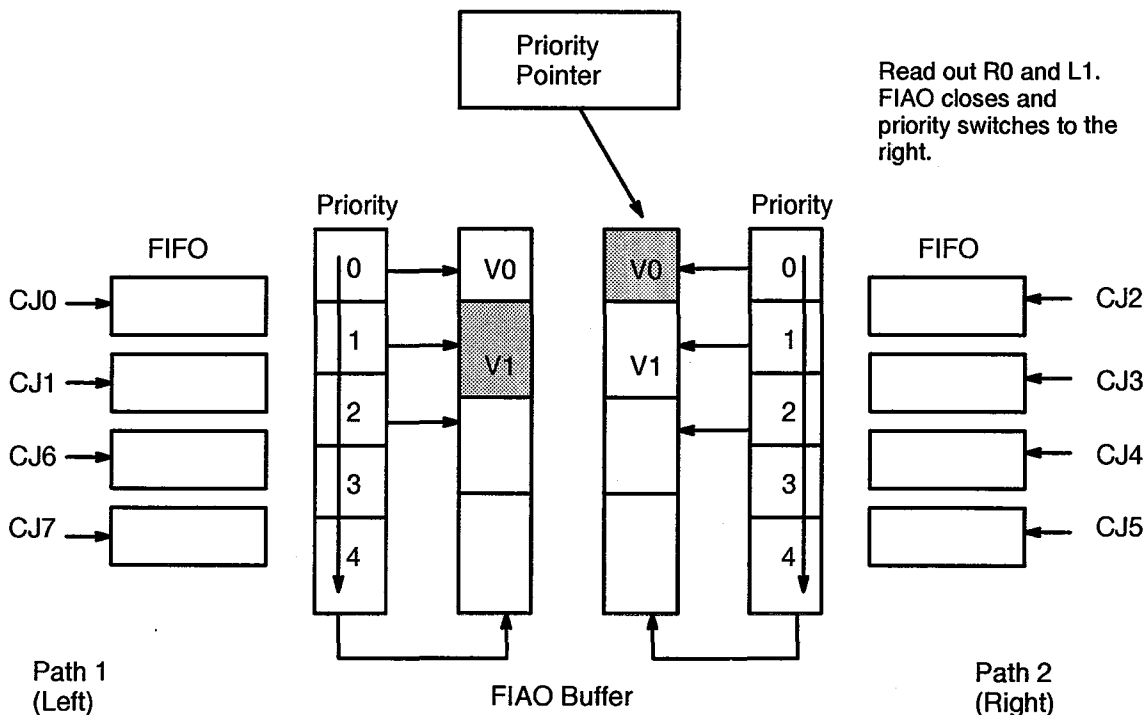 Priority
Pointer
Read out R0 and L1.
FIAO closes and
priority switches to the
right.
Priority
Priority
FIFO
FIFO
0
V0
V0
0
CJ0
CJ2
1
V1
V1
1
CJ1
CJ3
2
2
CJ6
CJ4
3
3
CJ7
CJ5
4
4
Path 1
(Left)
FIAO Buffer
Path 2
(Right)